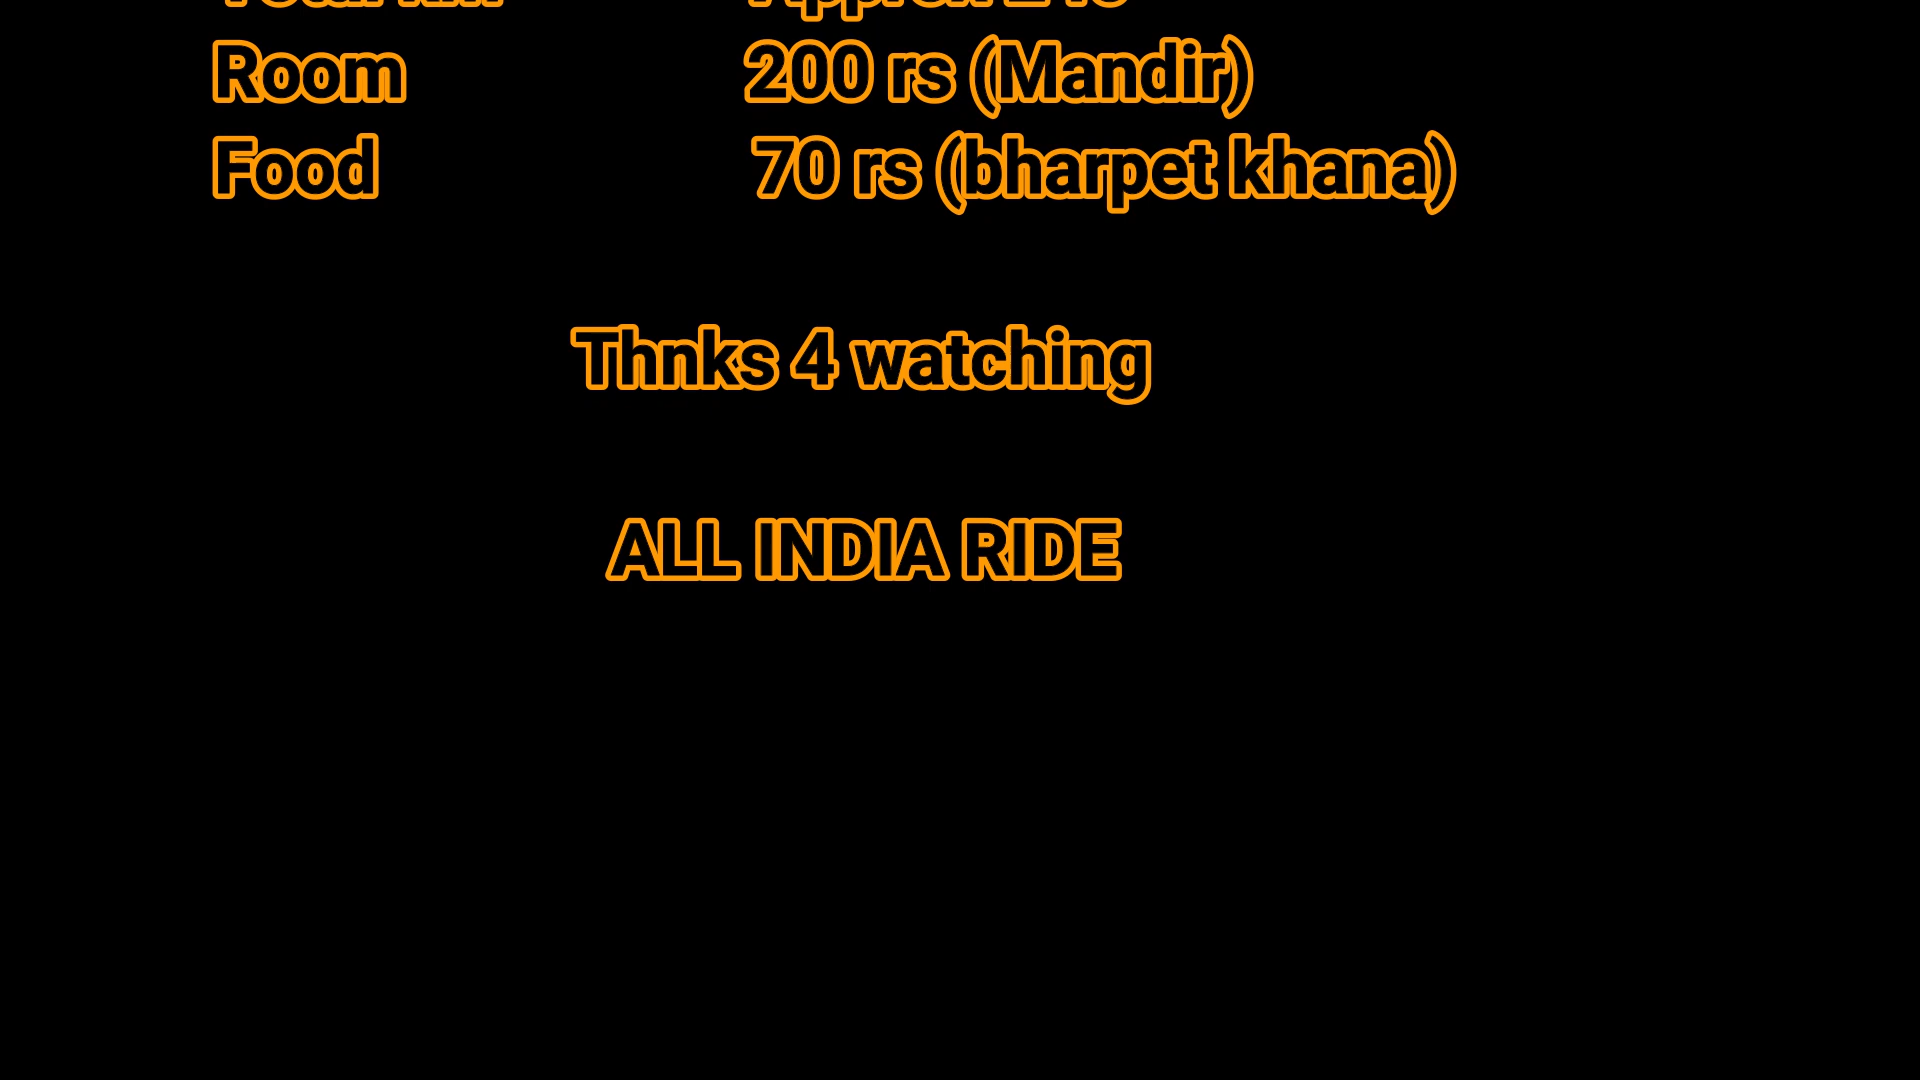 Room 200 rs (Mandir)
Food 70 rs (bharpet khana)
Thnks 4 watching
ALL INDIA RIDE